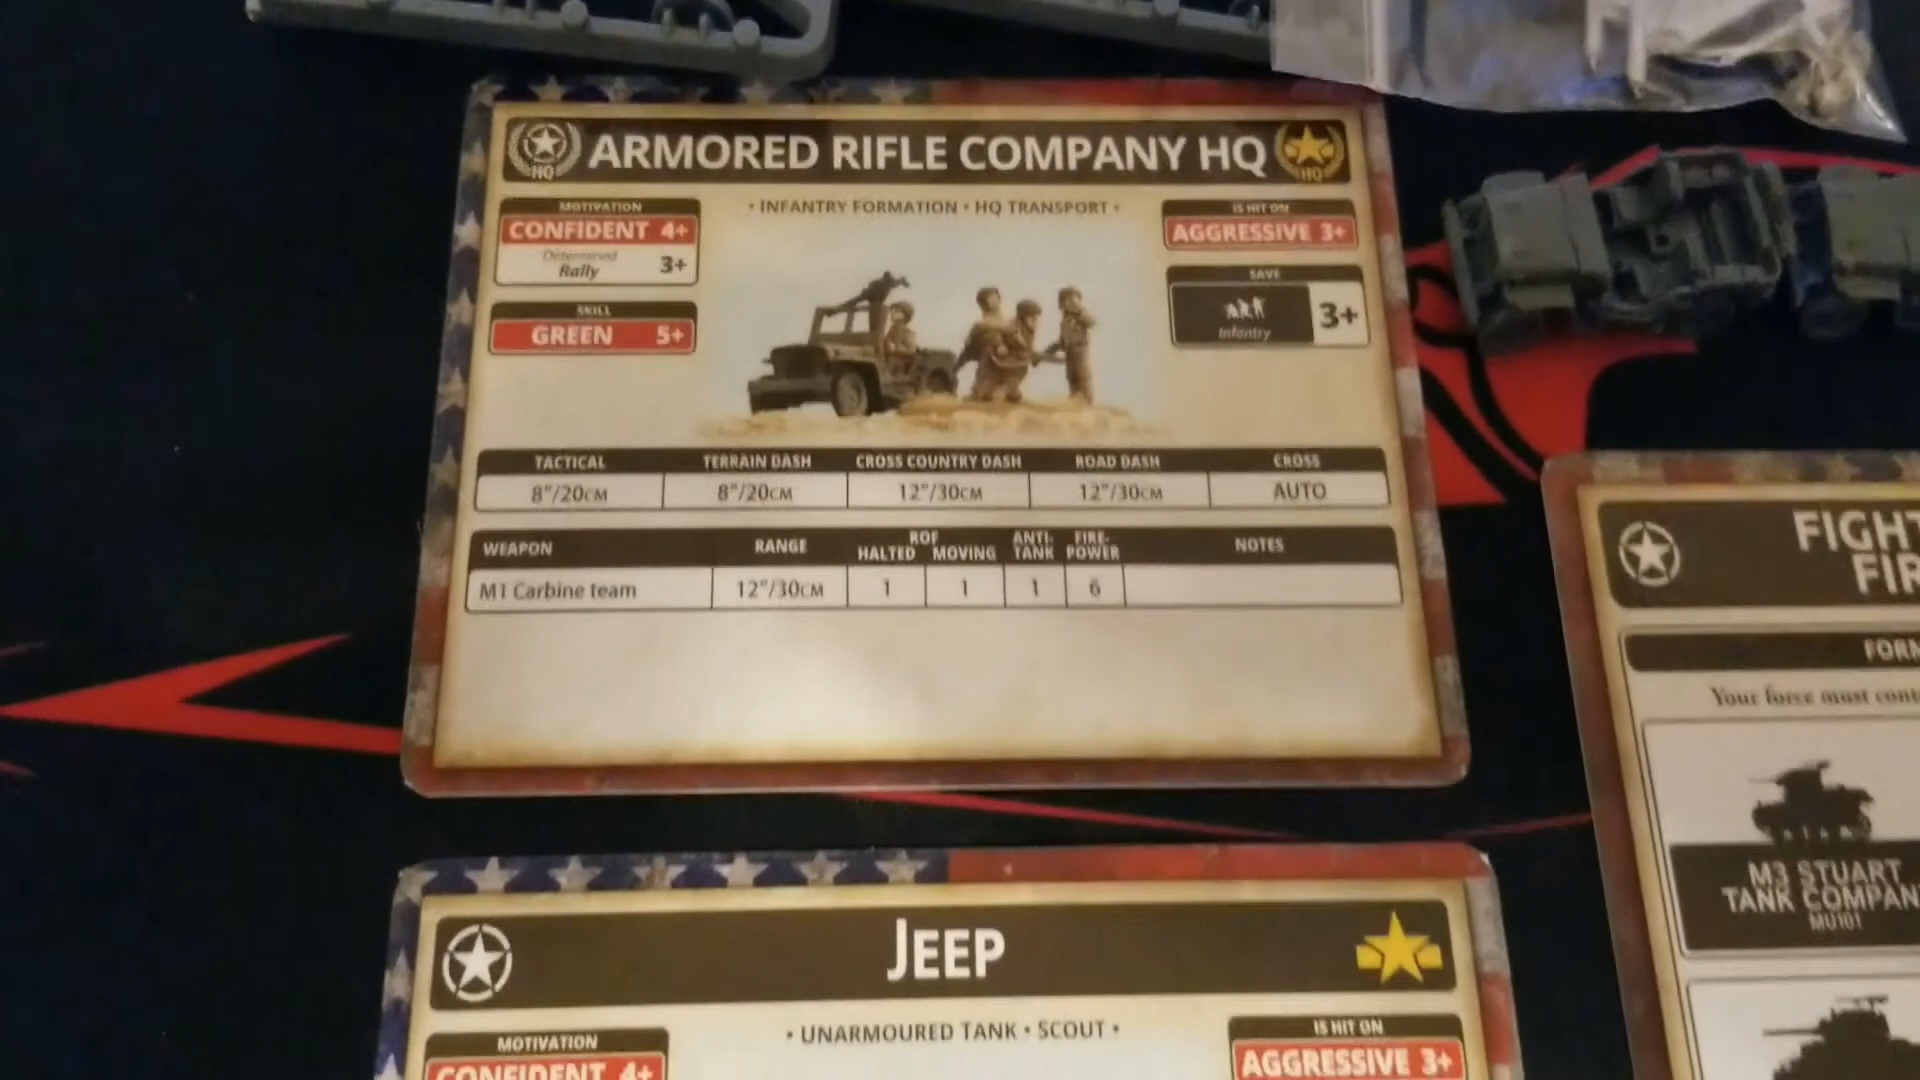 ARMORED RIFLE COMPANY HQ
HQ
HQ
• INFANTRY FORMATION • HQ TRANSPORT •
MOTIVATION
CONFIDENT 4+
Determined
Rally 3+
SKILL
GREEN 5+
IS HIT ON
AGGRESSIVE 3+
SAVE
Infantry 3+
TACTICAL TERRAIN DASH CROSS COUNTRY DASH ROAD DASH CROSS
8"/20CM 8"/20CM 12"/30CM 12"/30CM AUTO
WEAPON RANGE ROF HALTED MOVING ANTI-TANK FIRE-POWER NOTES
M1 Carbine team 12"/30CM 1 1 1 6
JEEP
• UNARMOURED TANK • SCOUT •
MOTIVATION
CONFIDENT 4+
IS HIT ON
AGGRESSIVE 3+
FIGHT
FIR
FORM
Your force must cont
M3 STUART
TANK COMPANY
MU101